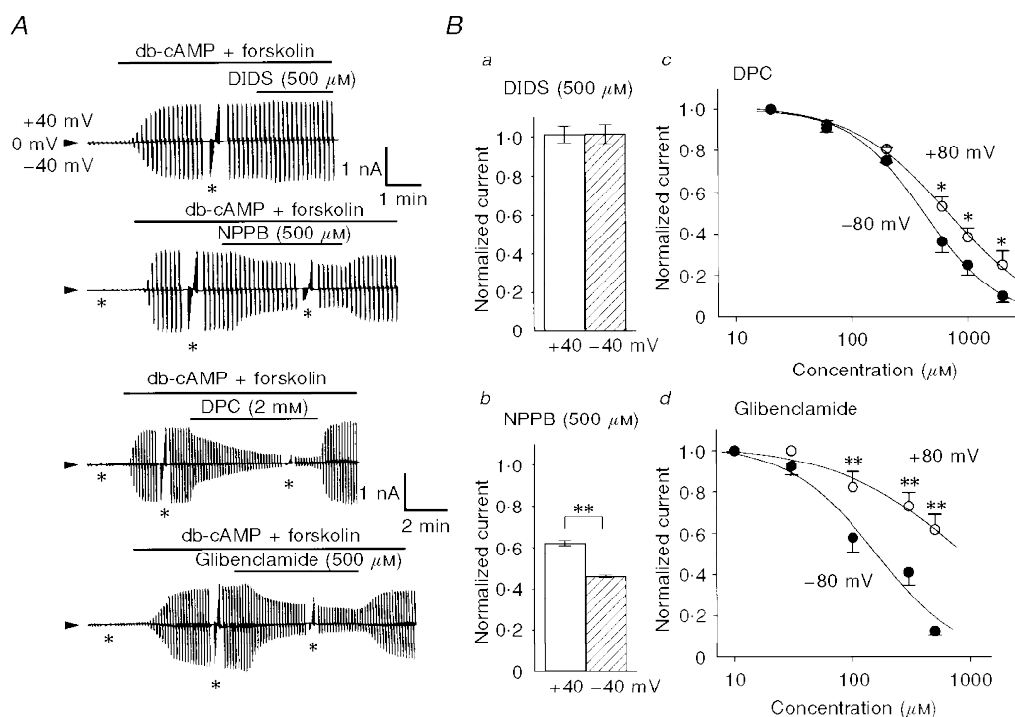 A
db-cAMP + forskolin
DIDS (500 μM)
+40 mV
0 mV
−40 mV
*
1 nA
1 min
db-cAMP + forskolin
NPPB (500 μM)
*
*
*
db-cAMP + forskolin
DPC (2 mM)
*
*
*
1 nA
2 min
db-cAMP + forskolin
Glibenclamide (500 μM)
*
*
*
B
a
DIDS (500 μM)
Normalized current
1·0
0·8
0·6
0·4
0·2
0
+40 −40 mV
b
NPPB (500 μM)
Normalized current
1·0
0·8
0·6
0·4
0·2
0
**
+40 −40 mV
c
DPC
Normalized current
1·0
0·8
0·6
0·4
0·2
0
+80 mV
* * *
−80 mV
10 100 1000
Concentration (μM)
d
Glibenclamide
Normalized current
1·0
0·8
0·6
0·4
0·2
0
+80 mV
** ** **
−80 mV
10 100 1000
Concentration (μM)